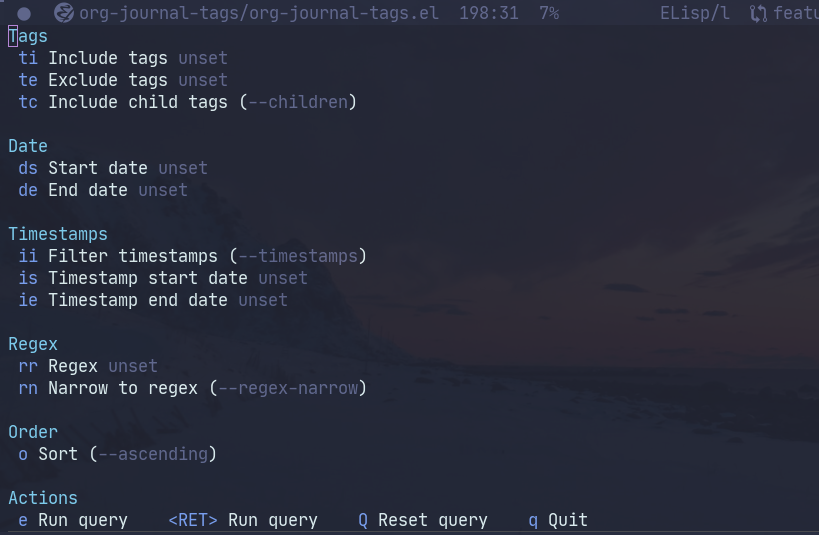 org-journal-tags/org-journal-tags.el 198:31 7% ELisp/l featu
Tags
ti Include tags unset
te Exclude tags unset
tc Include child tags (--children)
Date
ds Start date unset
de End date unset
Timestamps
ii Filter timestamps (--timestamps)
is Timestamp start date unset
ie Timestamp end date unset
Regex
rr Regex unset
rn Narrow to regex (--regex-narrow)
Order
o Sort (--ascending)
Actions
e Run query <RET> Run query Q Reset query q Quit